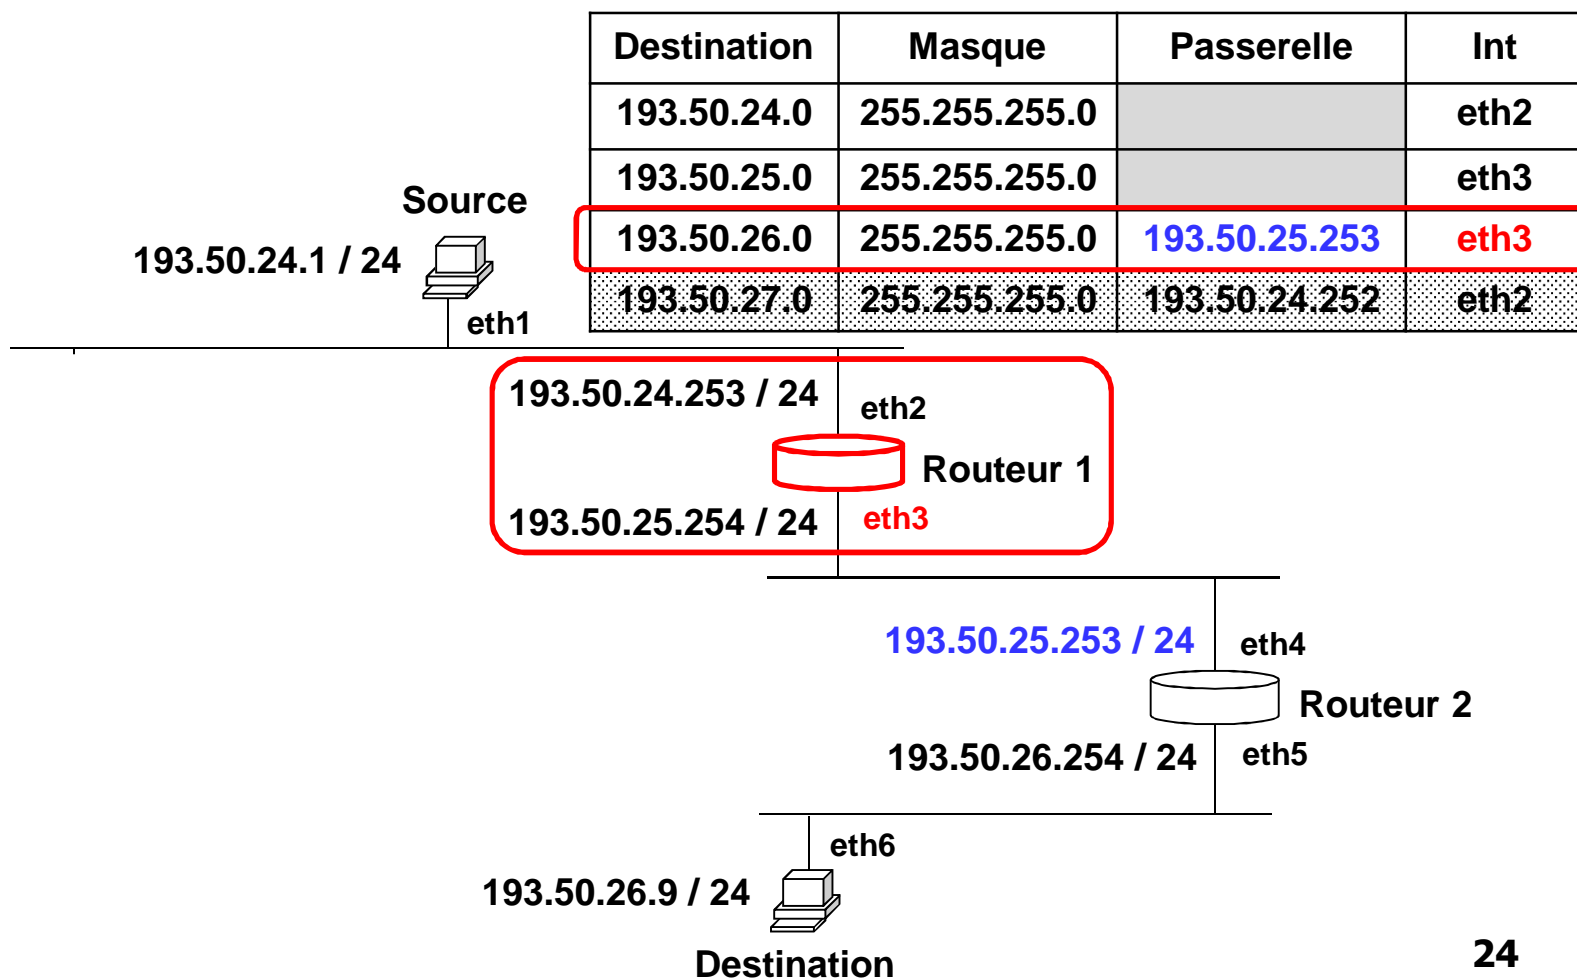 Destination Masque Passerelle Int
193.50.24.0 255.255.255.0 eth2
193.50.25.0 255.255.255.0 eth3
193.50.26.0 255.255.255.0 193.50.25.253 eth3
193.50.27.0 255.255.255.0 193.50.24.252 eth2
Source
193.50.24.1 / 24
eth1
193.50.24.253 / 24
eth2
Routeur 1
193.50.25.254 / 24
eth3
193.50.25.253 / 24
eth4
Routeur 2
193.50.26.254 / 24
eth5
eth6
193.50.26.9 / 24
Destination
24